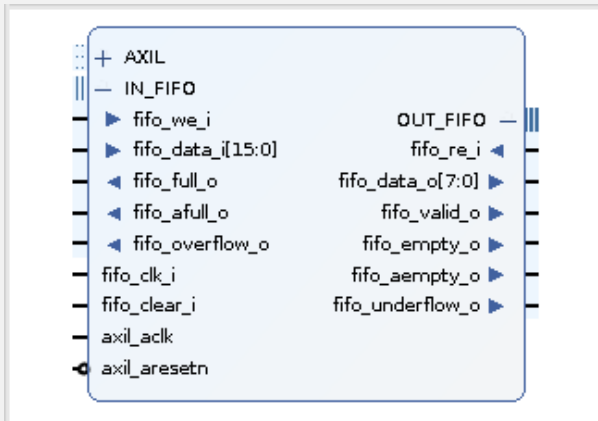 AXIL
IN_FIFO
fifo_we_i
fifo_data_i[15:0]
fifo_full_o
fifo_afull_o
fifo_overflow_o
fifo_clk_i
fifo_clear_i
axil_aclk
axil_aresetn
OUT_FIFO
fifo_re_i
fifo_data_o[7:0]
fifo_valid_o
fifo_empty_o
fifo_aempty_o
fifo_underflow_o